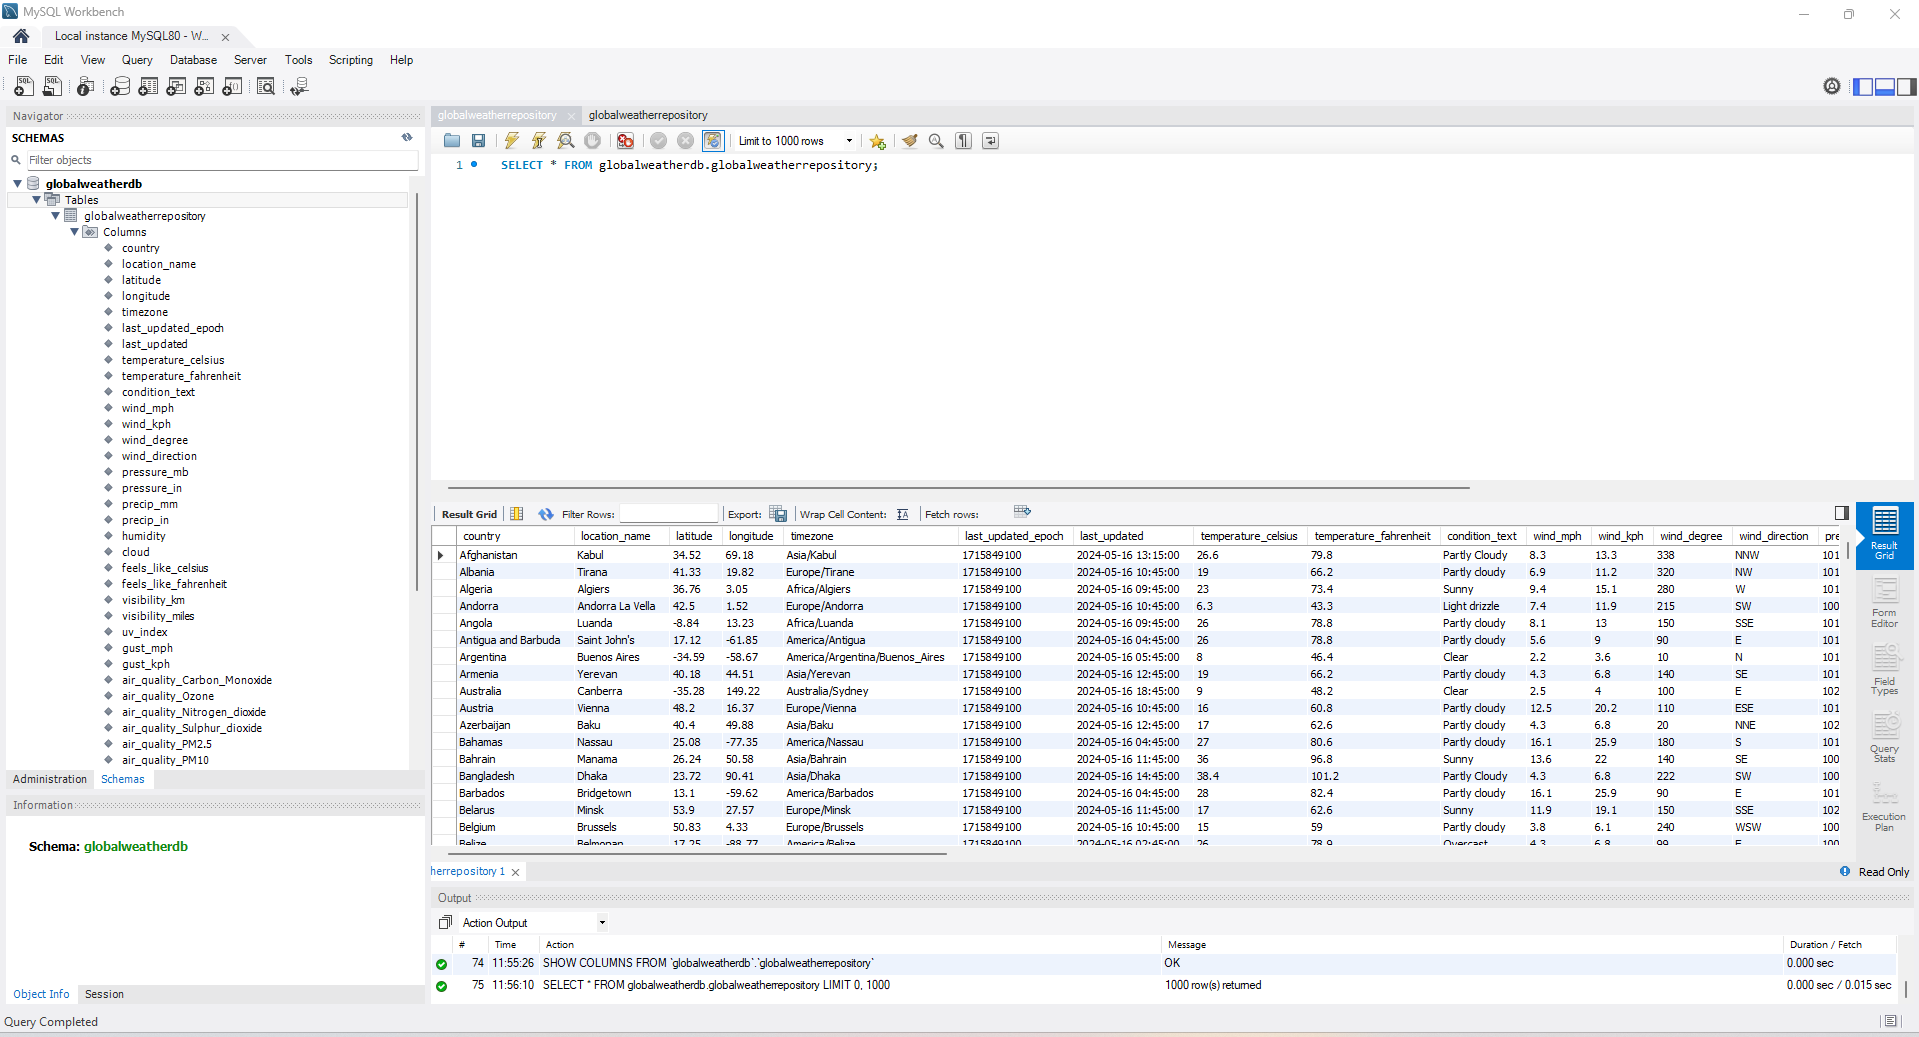 MySQL Workbench
Local instance MySQL80 - W... ×
File Edit View Query Database Server Tools Scripting Help
Navigator
SCHEMAS
Filter objects
globalweatherdb
Tables
globalweatherrepository
Columns
country
location_name
latitude
longitude
timezone
last_updated_epoch
last_updated
temperature_celsius
temperature_fahrenheit
condition_text
wind_mph
wind_kph
wind_degree
wind_direction
pressure_mb
pressure_in
precip_mm
precip_in
humidity
cloud
feels_like_celsius
feels_like_fahrenheit
visibility_km
visibility_miles
uv_index
gust_mph
gust_kph
air_quality_Carbon_Monoxide
air_quality_Ozone
air_quality_Nitrogen_dioxide
air_quality_Sulphur_dioxide
air_quality_PM2.5
air_quality_PM10
Administration Schemas
Information
Schema: globalweatherdb
Object Info Session
Query Completed
globalweatherrepository × globalweatherrepository
Limit to 1000 rows
1 SELECT * FROM globalweatherdb.globalweatherrepository;
Result Grid Filter Rows: Export: Wrap Cell Content: Fetch rows:
country location_name latitude longitude timezone last_updated_epoch last_updated temperature_celsius temperature_fahrenheit condition_text wind_mph wind_kph wind_degree wind_direction pre
Afghanistan Kabul 34.52 69.18 Asia/Kabul 1715849100 2024-05-16 13:15:00 26.6 79.8 Partly Cloudy 8.3 13.3 338 NNW 101
Albania Tirana 41.33 19.82 Europe/Tirane 1715849100 2024-05-16 10:45:00 19 66.2 Partly cloudy 6.9 11.2 320 NW 101
Algeria Algiers 36.76 3.05 Africa/Algiers 1715849100 2024-05-16 09:45:00 23 73.4 Sunny 9.4 15.1 280 W 101
Andorra Andorra La Vella 42.5 1.52 Europe/Andorra 1715849100 2024-05-16 10:45:00 6.3 43.3 Light drizzle 7.4 11.9 215 SW 100
Angola Luanda -8.84 13.23 Africa/Luanda 1715849100 2024-05-16 09:45:00 26 78.8 Partly cloudy 8.1 13 150 SSE 101
Antigua and Barbuda Saint John's 17.12 -61.85 America/Antigua 1715849100 2024-05-16 04:45:00 26 78.8 Partly cloudy 5.6 9 90 E 101
Argentina Buenos Aires -34.59 -58.67 America/Argentina/Buenos_Aires 1715849100 2024-05-16 05:45:00 8 46.4 Clear 2.2 3.6 10 N 101
Armenia Yerevan 40.18 44.51 Asia/Yerevan 1715849100 2024-05-16 12:45:00 19 66.2 Partly cloudy 4.3 6.8 140 SE 101
Australia Canberra -35.28 149.22 Australia/Sydney 1715849100 2024-05-16 18:45:00 9 48.2 Clear 2.5 4 100 E 102
Austria Vienna 48.2 16.37 Europe/Vienna 1715849100 2024-05-16 10:45:00 16 60.8 Partly cloudy 12.5 20.2 110 ESE 101
Azerbaijan Baku 40.4 49.88 Asia/Baku 1715849100 2024-05-16 12:45:00 17 62.6 Partly cloudy 4.3 6.8 20 NNE 102
Bahamas Nassau 25.08 -77.35 America/Nassau 1715849100 2024-05-16 04:45:00 27 80.6 Partly cloudy 16.1 25.9 180 S 101
Bahrain Manama 26.24 50.58 Asia/Bahrain 1715849100 2024-05-16 11:45:00 36 96.8 Sunny 13.6 22 140 SE 100
Bangladesh Dhaka 23.72 90.41 Asia/Dhaka 1715849100 2024-05-16 14:45:00 38.4 101.2 Partly Cloudy 4.3 6.8 222 SW 100
Barbados Bridgetown 13.1 -59.62 America/Barbados 1715849100 2024-05-16 04:45:00 28 82.4 Partly cloudy 16.1 25.9 90 E 101
Belarus Minsk 53.9 27.57 Europe/Minsk 1715849100 2024-05-16 11:45:00 17 62.6 Sunny 11.9 19.1 150 SSE 102
Belgium Brussels 50.83 4.33 Europe/Brussels 1715849100 2024-05-16 10:45:00 15 59 Partly cloudy 3.8 6.1 240 WSW 100
Belize Belmopan 17.25 -88.77 America/Belize 1715849100 2024-05-16 02:45:00 26 78.9 Overcast 4.3 6.8 99 E 100
Result Grid
Form Editor
Field Types
Query Stats
Execution Plan
herrepository 1 × Read Only
Output
Action Output
# Time Action Message Duration / Fetch
74 11:55:26 SHOW COLUMNS FROM `globalweatherdb`.`globalweatherrepository` OK 0.000 sec
75 11:56:10 SELECT * FROM globalweatherdb.globalweatherrepository LIMIT 0, 1000 1000 row(s) returned 0.000 sec / 0.015 sec